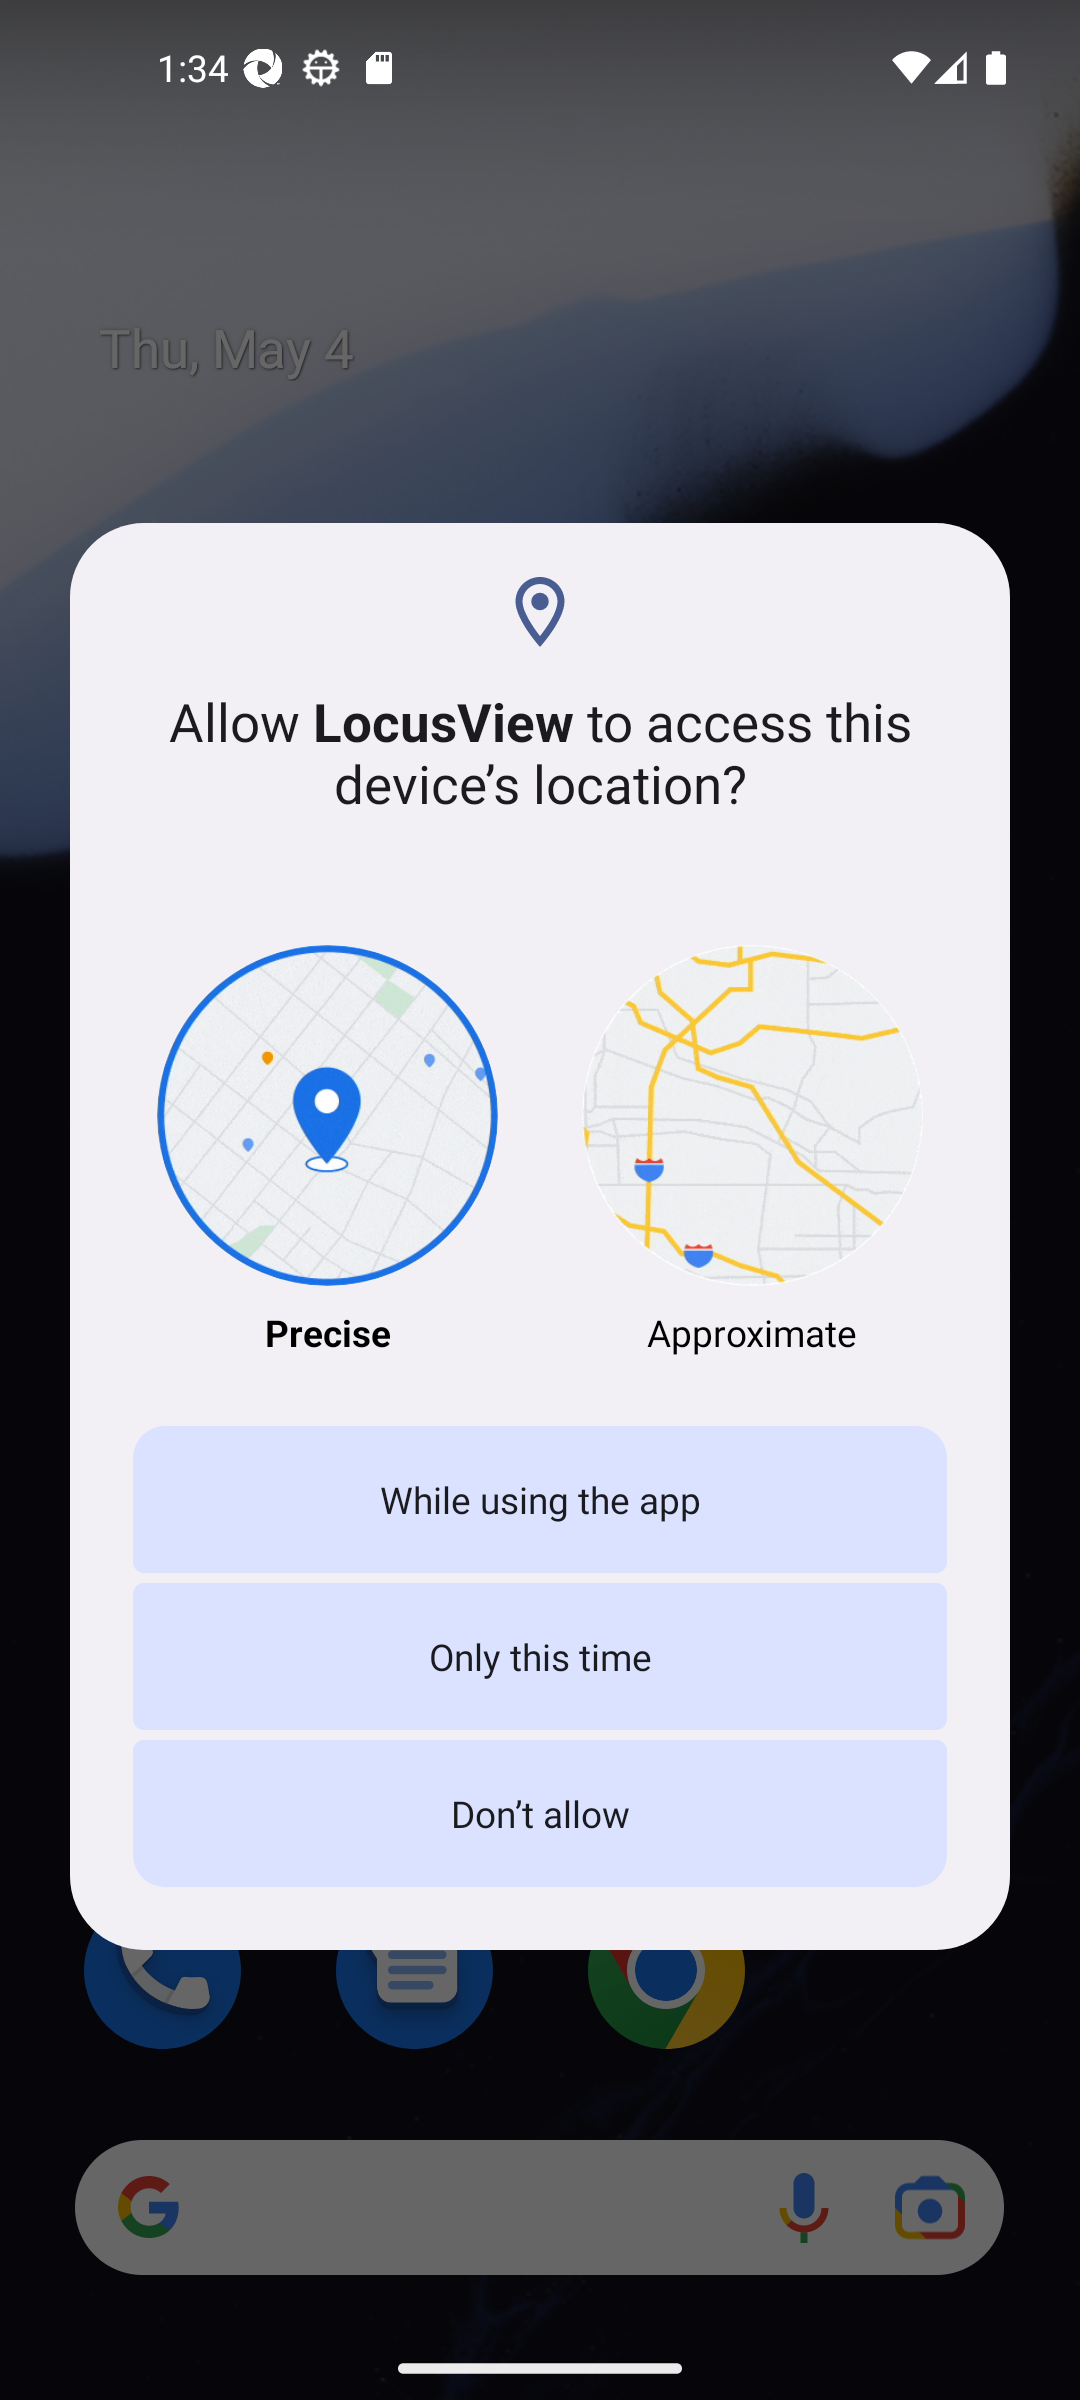 1:34
Thu, May 4
Allow LocusView to access this
device’s location?
Precise
Approximate
While using the app
Only this time
Don’t allow